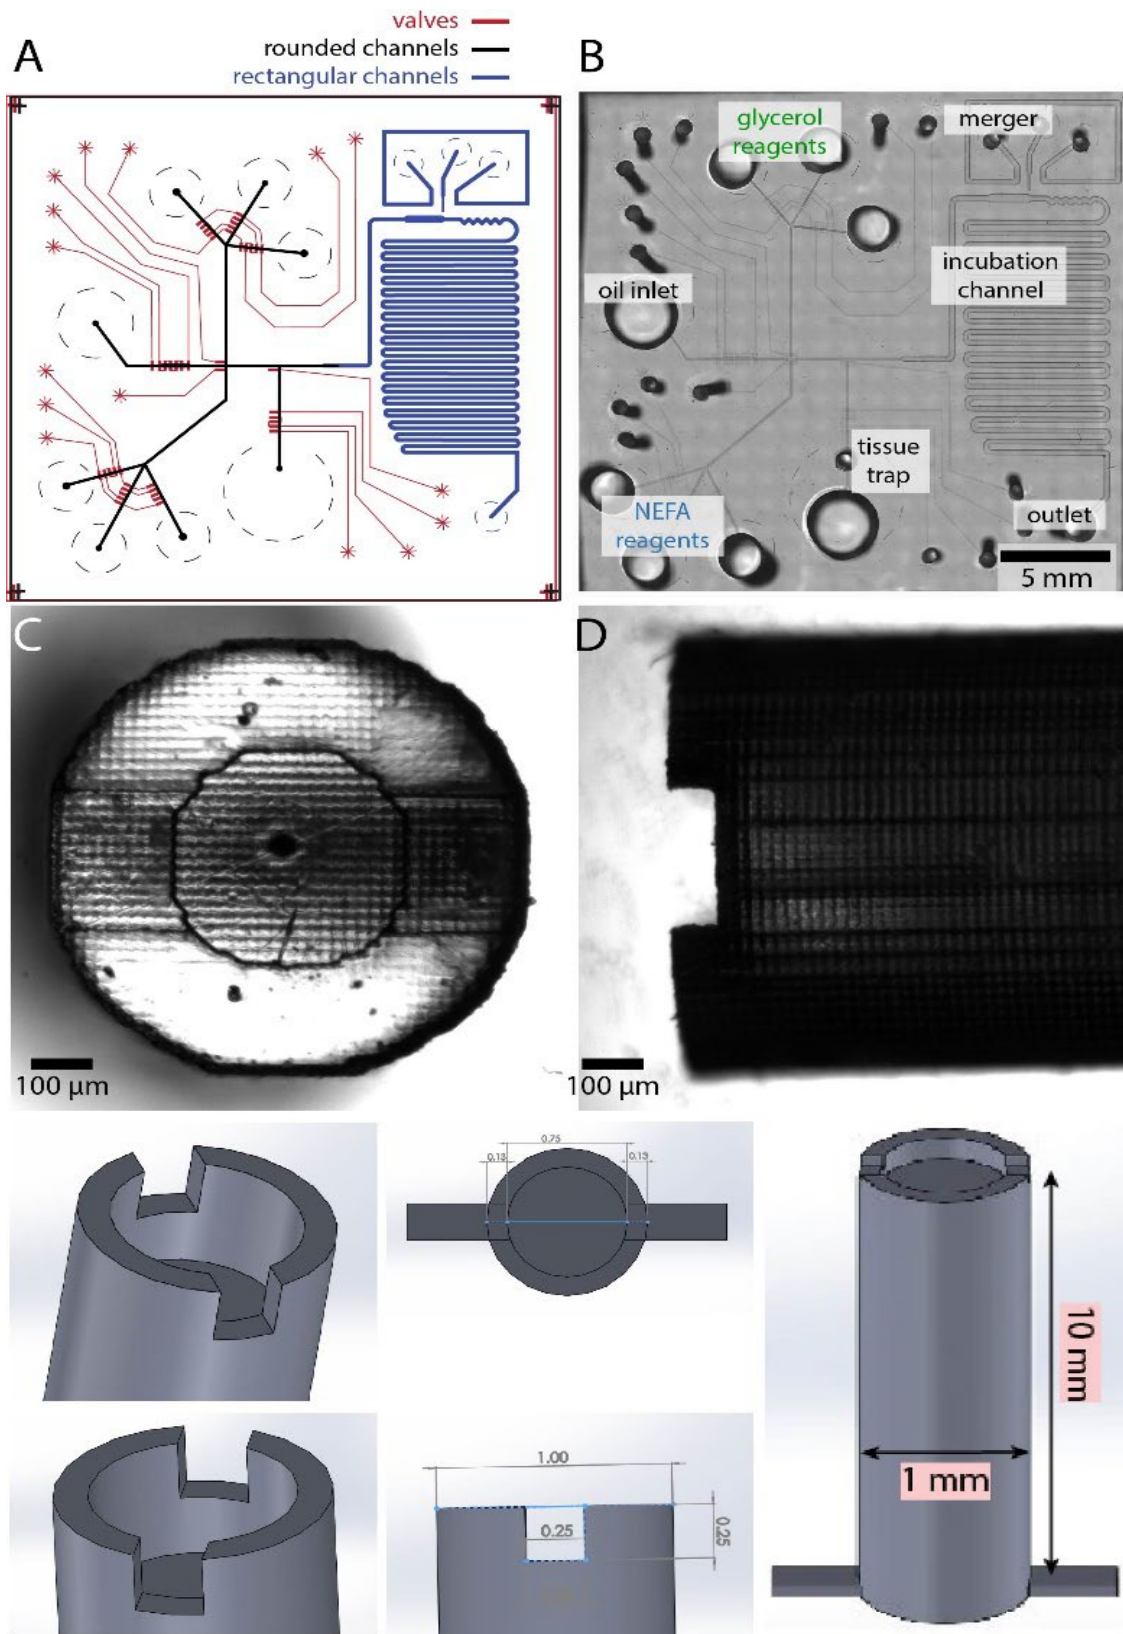 valves
A
rounded channels
rectangular channels
B
glycerol
reagents
merger
oil inlet
incubation
channel
tissue
trap
NEFA
reagents
outlet
5 mm
C
D
100 µm
100 µm
0.75
0.13
0.13
1.00
0.25
0.25
10 mm
1 mm